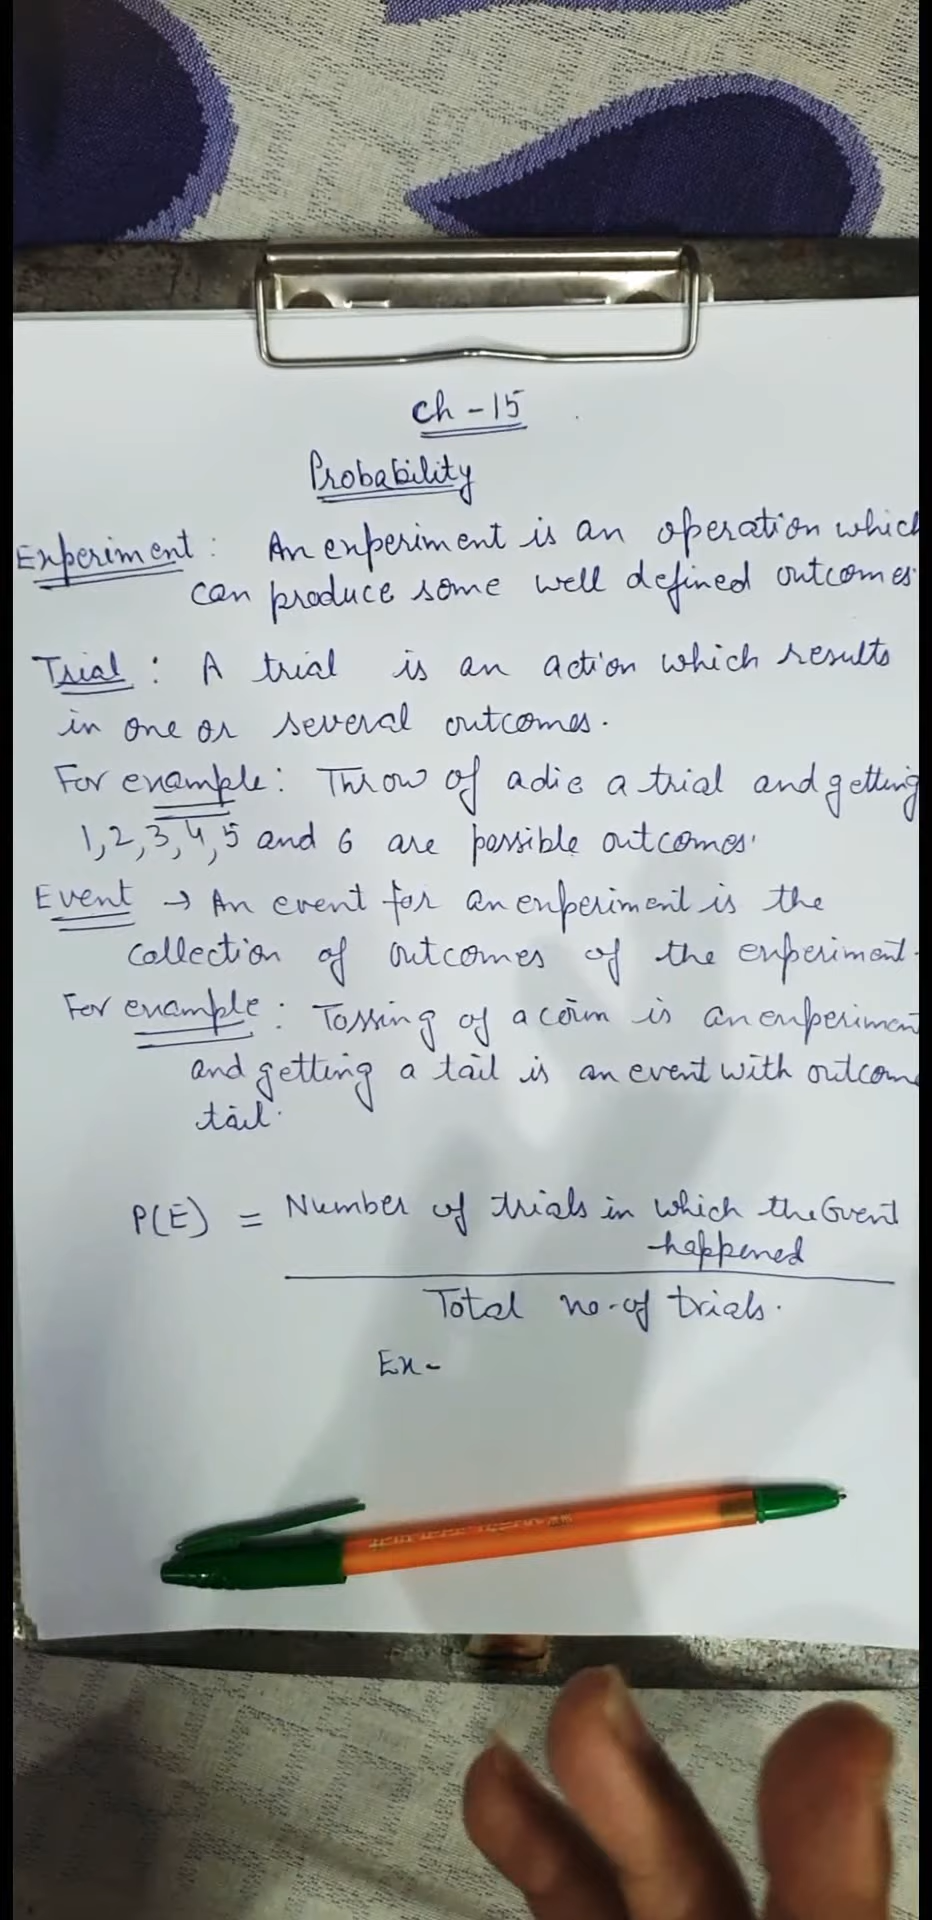 Ch - 15
Probability
Experiment : An experiment is an operation which
can produce some well defined outcomes.
Trial : A trial is an action which results
in one or several outcomes.
For example : Throw of a die a trial and getting
1, 2, 3, 4, 5 and 6 are possible outcomes.
Event → An event for an experiment is the
collection of outcomes of the experiment.
For example : Tossing of a coin is an experimen
and getting a tail is an event with outcome
tail.
P(E) = Number of trials in which the Event
happened
Total no. of trials.
Ex -